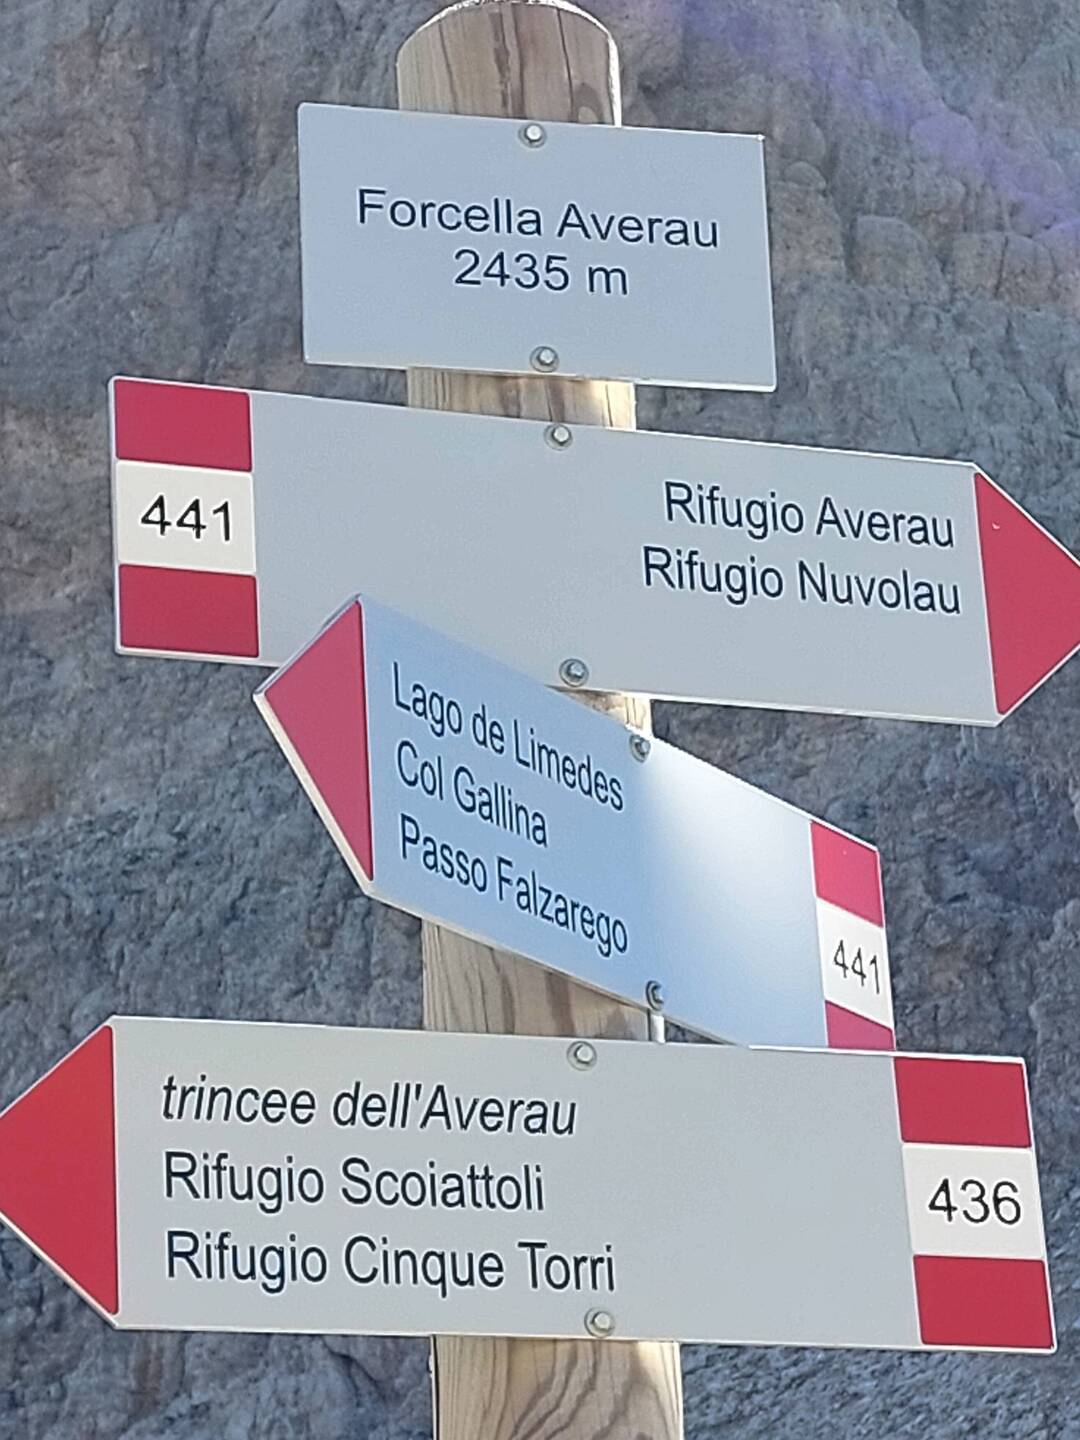 Forcella Averau
2435 m
441
Rifugio Averau
Rifugio Nuvolau
Lago de Limedes
Col Gallina
Passo Falzarego
441
trincee dell'Averau
Rifugio Scoiattoli
Rifugio Cinque Torri
436